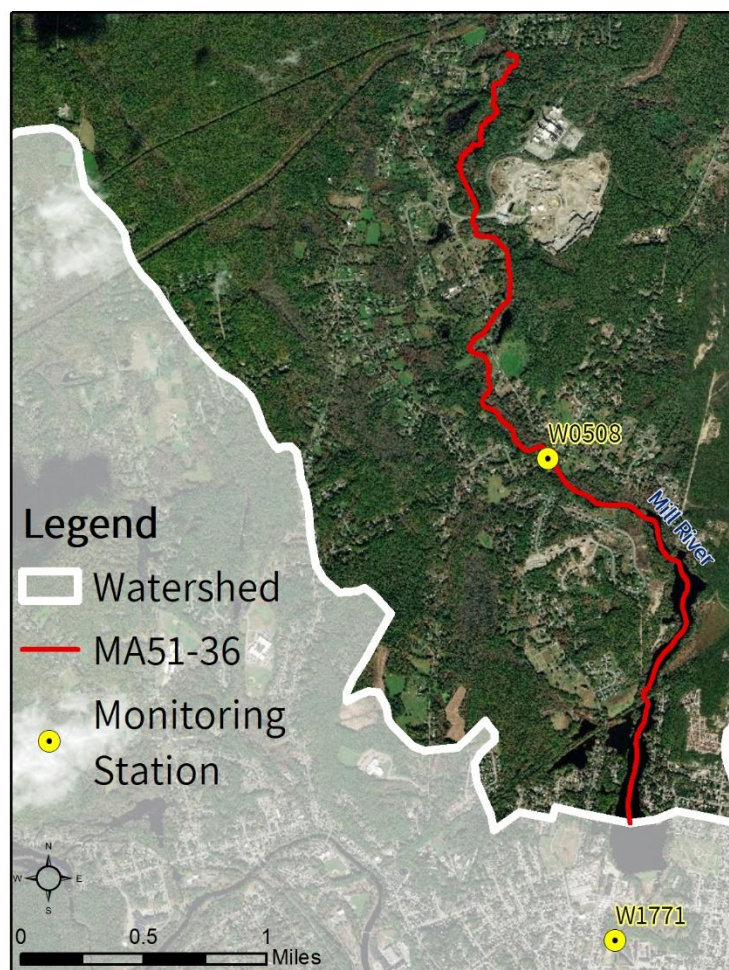 W0508
Mill River
Legend
Watershed
MA51-36
Monitoring
Station
N
W E
S
0 0.5 1
Miles
W1771